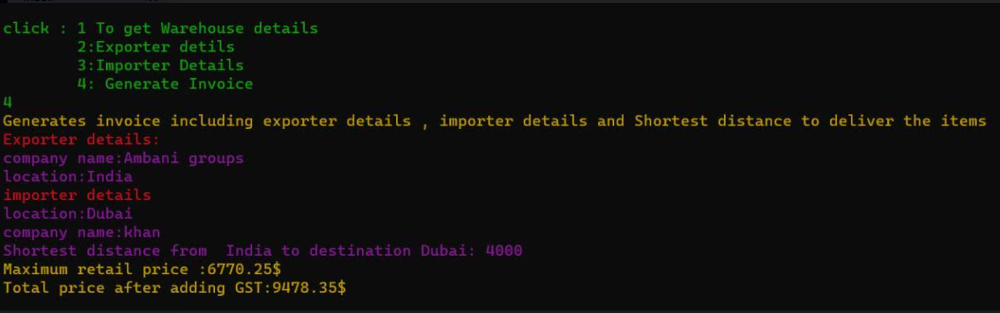 click : 1 To get Warehouse details
2:Exporter detils
3:Importer Details
4: Generate Invoice
4
Generates invoice including exporter details , importer details and Shortest distance to deliver the items
Exporter details:
company name:Ambani groups
location:India
importer details
location:Dubai
company name:khan
Shortest distance from  India to destination Dubai: 4000
Maximum retail price :6770.25$
Total price after adding GST:9478.35$